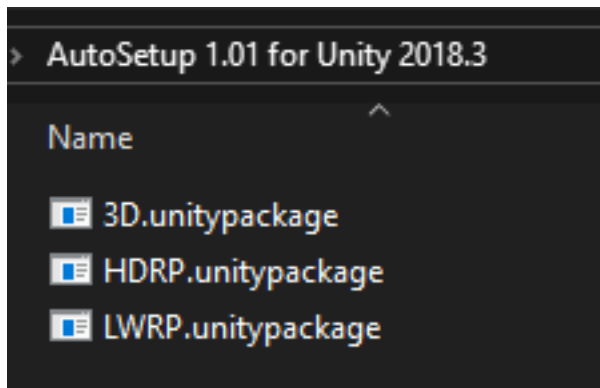 AutoSetup 1.01 for Unity 2018.3
Name
3D.unitypackage
HDRP.unitypackage
LWRP.unitypackage